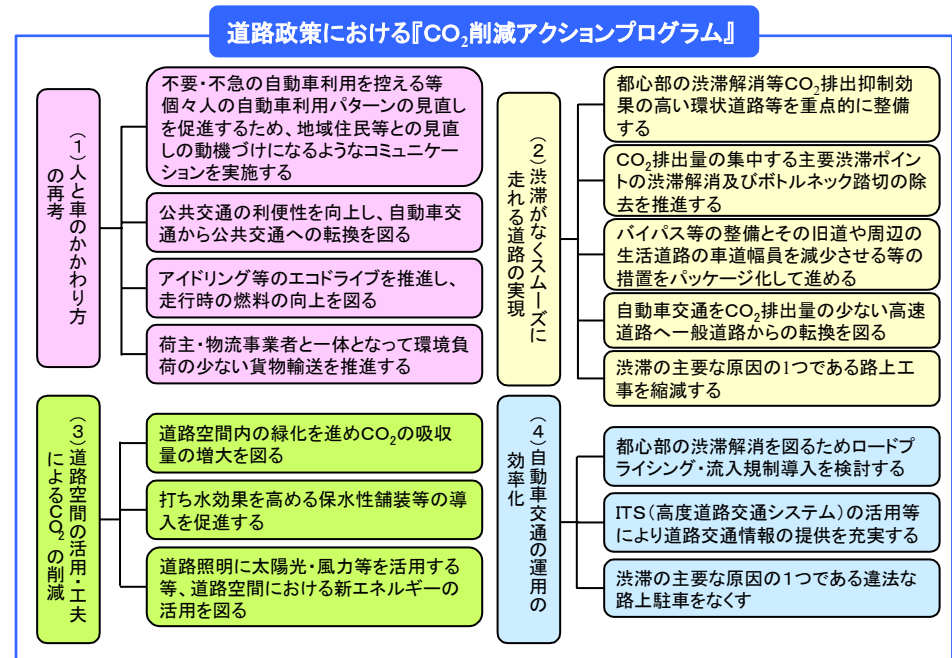 道路政策における『CO₂削減アクションプログラム』
(1)人と車のかかわり方
の再考
不要・不急の自動車利用を控える等
個々人の自動車利用パターンの見直し
を促進するため、地域住民等との見直
しの動機づけになるようなコミュニケー
ションを実施する
公共交通の利便性を向上し、自動車交
通から公共交通への転換を図る
アイドリング等のエコドライブを推進し、
走行時の燃料の向上を図る
荷主・物流事業者と一体となって環境負
荷の少ない貨物輸送を推進する
(2)渋滞がなくスムーズに
走れる道路の実現
都心部の渋滞解消等CO₂排出抑制効
果の高い環状道路等を重点的に整備
する
CO₂排出量の集中する主要渋滞ポイン
トの渋滞解消及びボトルネック踏切の除
去を推進する
バイパス等の整備とその旧道や周辺の
生活道路の車道幅員を減少させる等の
措置をパッケージ化して進める
自動車交通をCO₂排出量の少ない高速
道路へ一般道路からの転換を図る
渋滞の主要な原因の1つである路上工
事を縮減する
(3)道路空間の活用・工夫
によるCO₂の削減
道路空間内の緑化を進めCO₂の吸収
量の増大を図る
打ち水効果を高める保水性舗装等の導
入を促進する
道路照明に太陽光・風力等を活用する
等、道路空間における新エネルギーの
活用を図る
(4)自動車交通の運用の
効率化
都心部の渋滞解消を図るためロードプ
ライシング・流入規制導入を検討する
ITS(高度道路交通システム)の活用等
により道路交通情報の提供を充実する
渋滞の主要な原因の1つである違法な
路上駐車をなくす